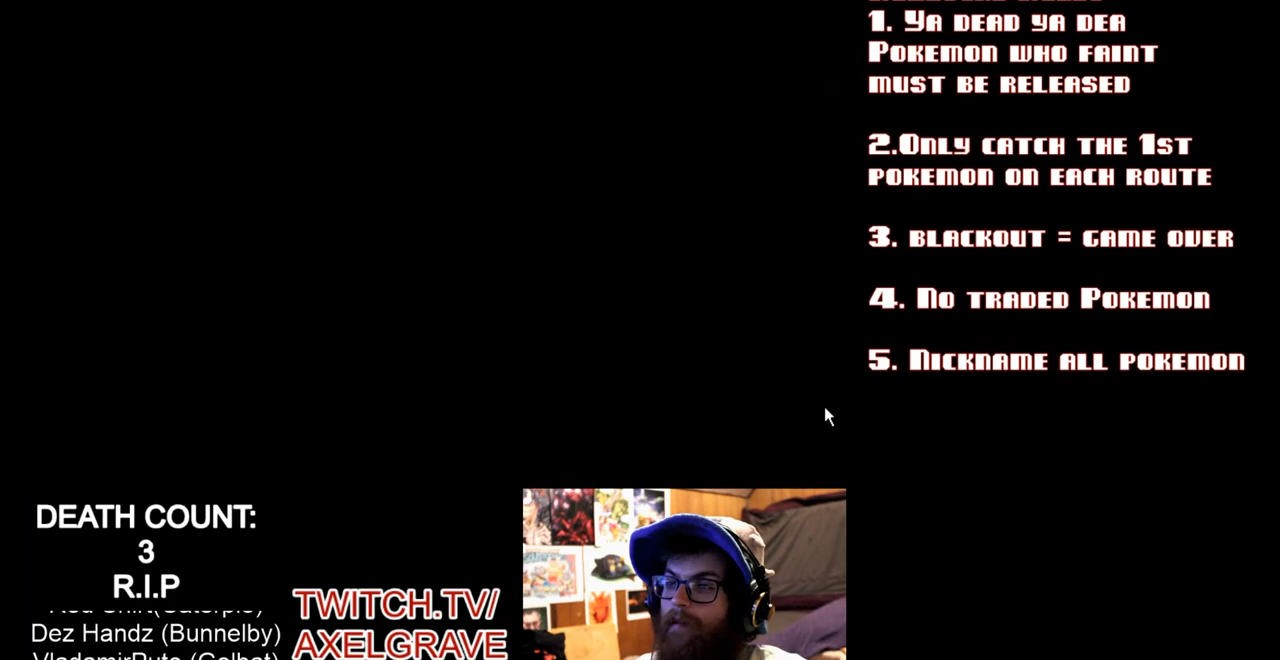 1. Ya dead ya dea
Pokemon who faint
must be released
2.Only catch the 1st
pokemon on each route
3. blackout = game over
4. No traded Pokemon
5. Nickname all pokemon
DEATH COUNT:
3
R.I.P
Dez Handz (Bunnelby)
TWITCH.TV/
AXELGRAVE